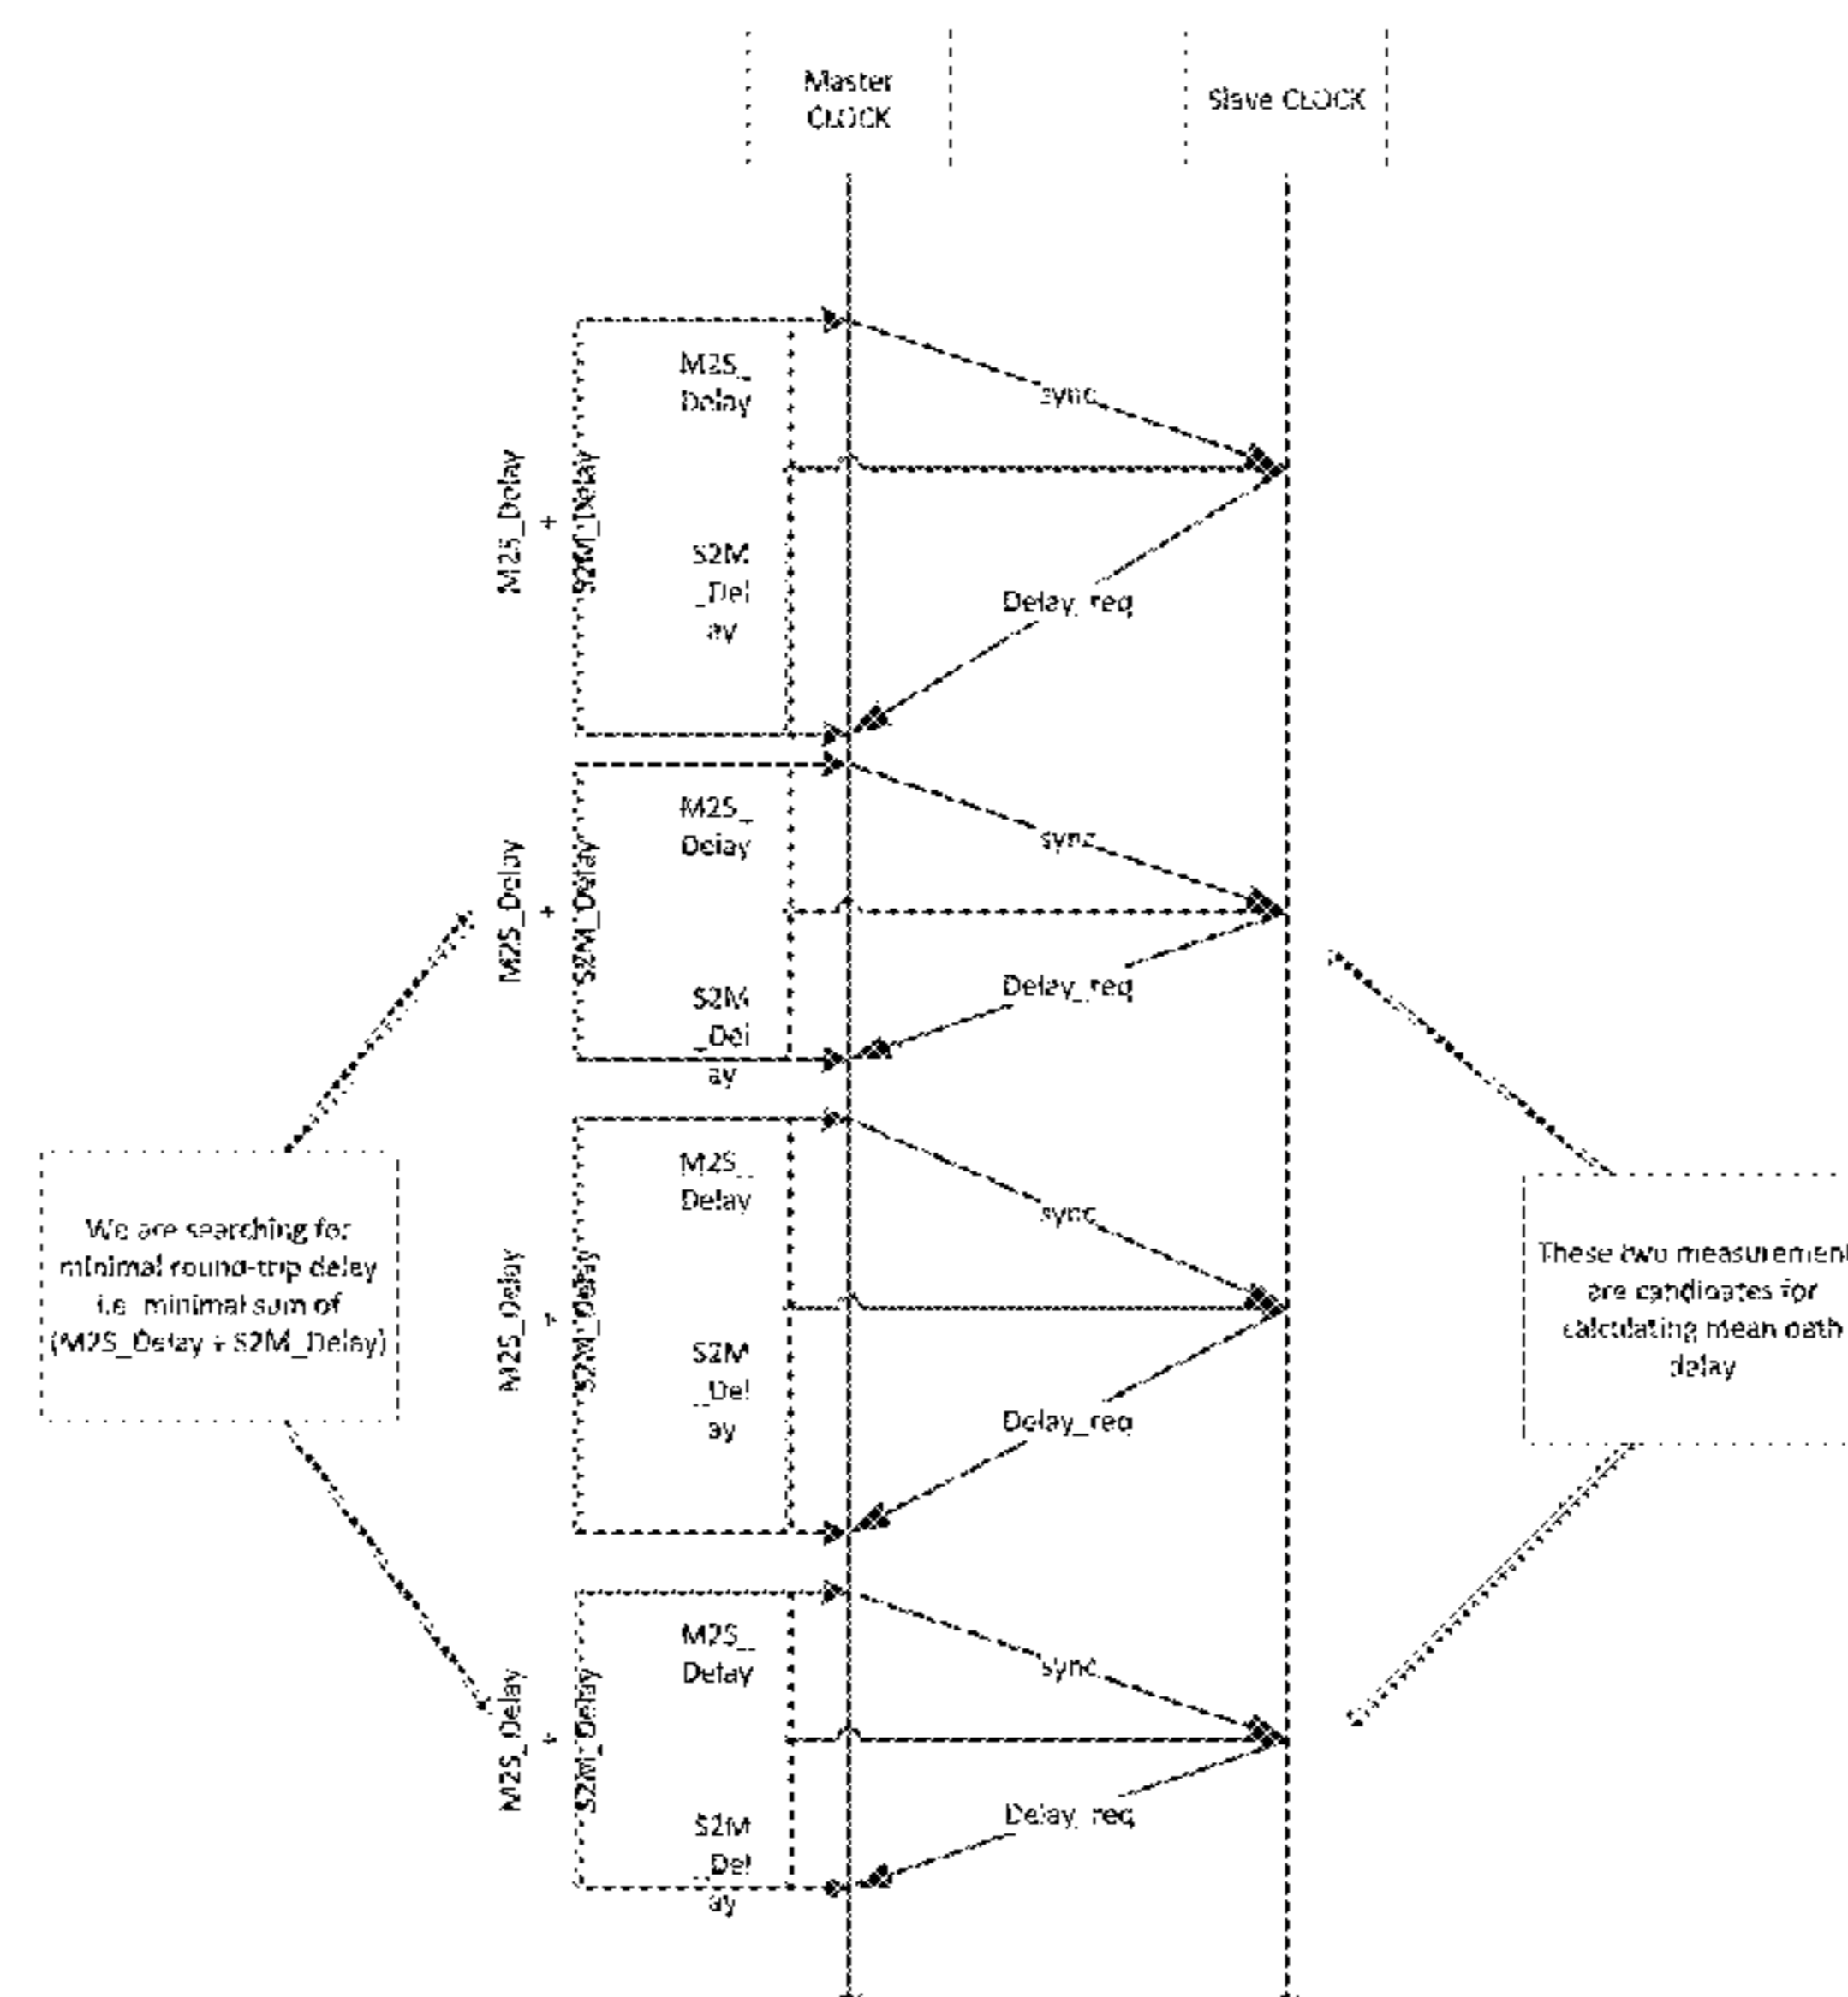 Master
CLOCK
Slave CLOCK
M2S_
Delay
sync
M2S_Delay
+
S2M_Delay
S2M
_Del
ay
Delay_req
M2S_
Delay
sync
M2S_Delay
+
S2M_Delay
S2M
_Del
ay
Delay_req
M2S_
Delay
sync
We are searching for
minimal round-trip delay
i.e. minimal sum of
(M2S_Delay + S2M_Delay)
M2S_Delay
+
S2M_Delay
These two measurement
are candidates for
calculating mean path
delay
S2M
_Del
ay
Delay_req
M2S_
Delay
sync
M2S_Delay
+
S2M_Delay
S2M
_Del
ay
Delay_req